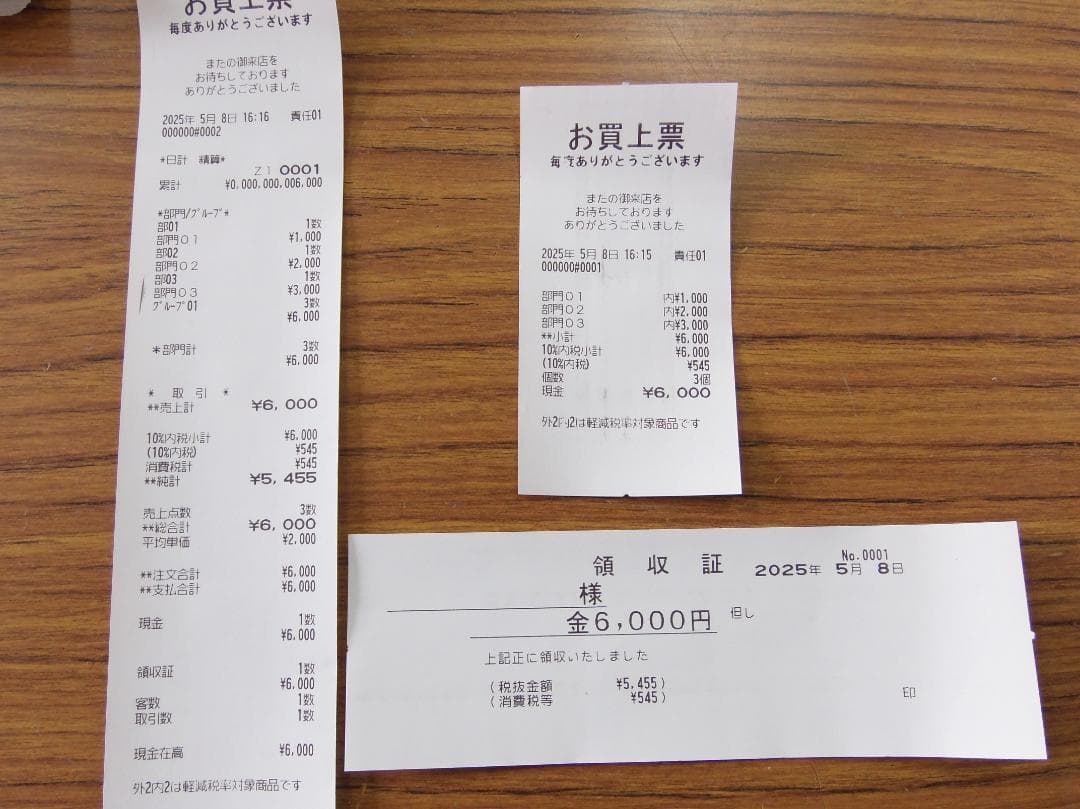 お買上票
毎度ありがとうございます
またの御来店を
お待ちしております
ありがとうございました
2025年 5月 8日 16:16 責任01
000000#0002
*日計 精算*
Z1 0001
累計 ¥0,000,000,006,000
*部門/グループ*
部01 1数
部門01 ¥1,000
部02 1数
部門02 ¥2,000
部03 1数
部門03 ¥3,000
グループ01 3数
¥6,000
*部門計 3数
¥6,000
* 取引 *
**売上計 ¥6,000
10%内税小計 ¥6,000
(10%内税) ¥545
消費税計 ¥545
**純計 ¥5,455
売上点数 3数
**総合計 ¥6,000
平均単価 ¥2,000
**注文合計 ¥6,000
**支払合計 ¥6,000
現金 1数
¥6,000
領収証 1数
¥6,000
客数 1数
取引数 1数
現金在高 ¥6,000
外2内2は軽減税率対象商品です
お買上票
毎度ありがとうございます
またの御来店を
お待ちしております
ありがとうございました
2025年 5月 8日 16:15 責任01
000000#0001
部門01 内¥1,000
部門02 内¥2,000
部門03 内¥3,000
**小計 ¥6,000
10%内税小計 ¥6,000
(10%内税) ¥545
個数 3個
現金 ¥6,000
外2内2は軽減税率対象商品です
領収証 No.0001
2025年 5月 8日
様
金6,000円 但し
上記正に領収いたしました
(税抜金額 ¥5,455)
(消費税等 ¥545)
印